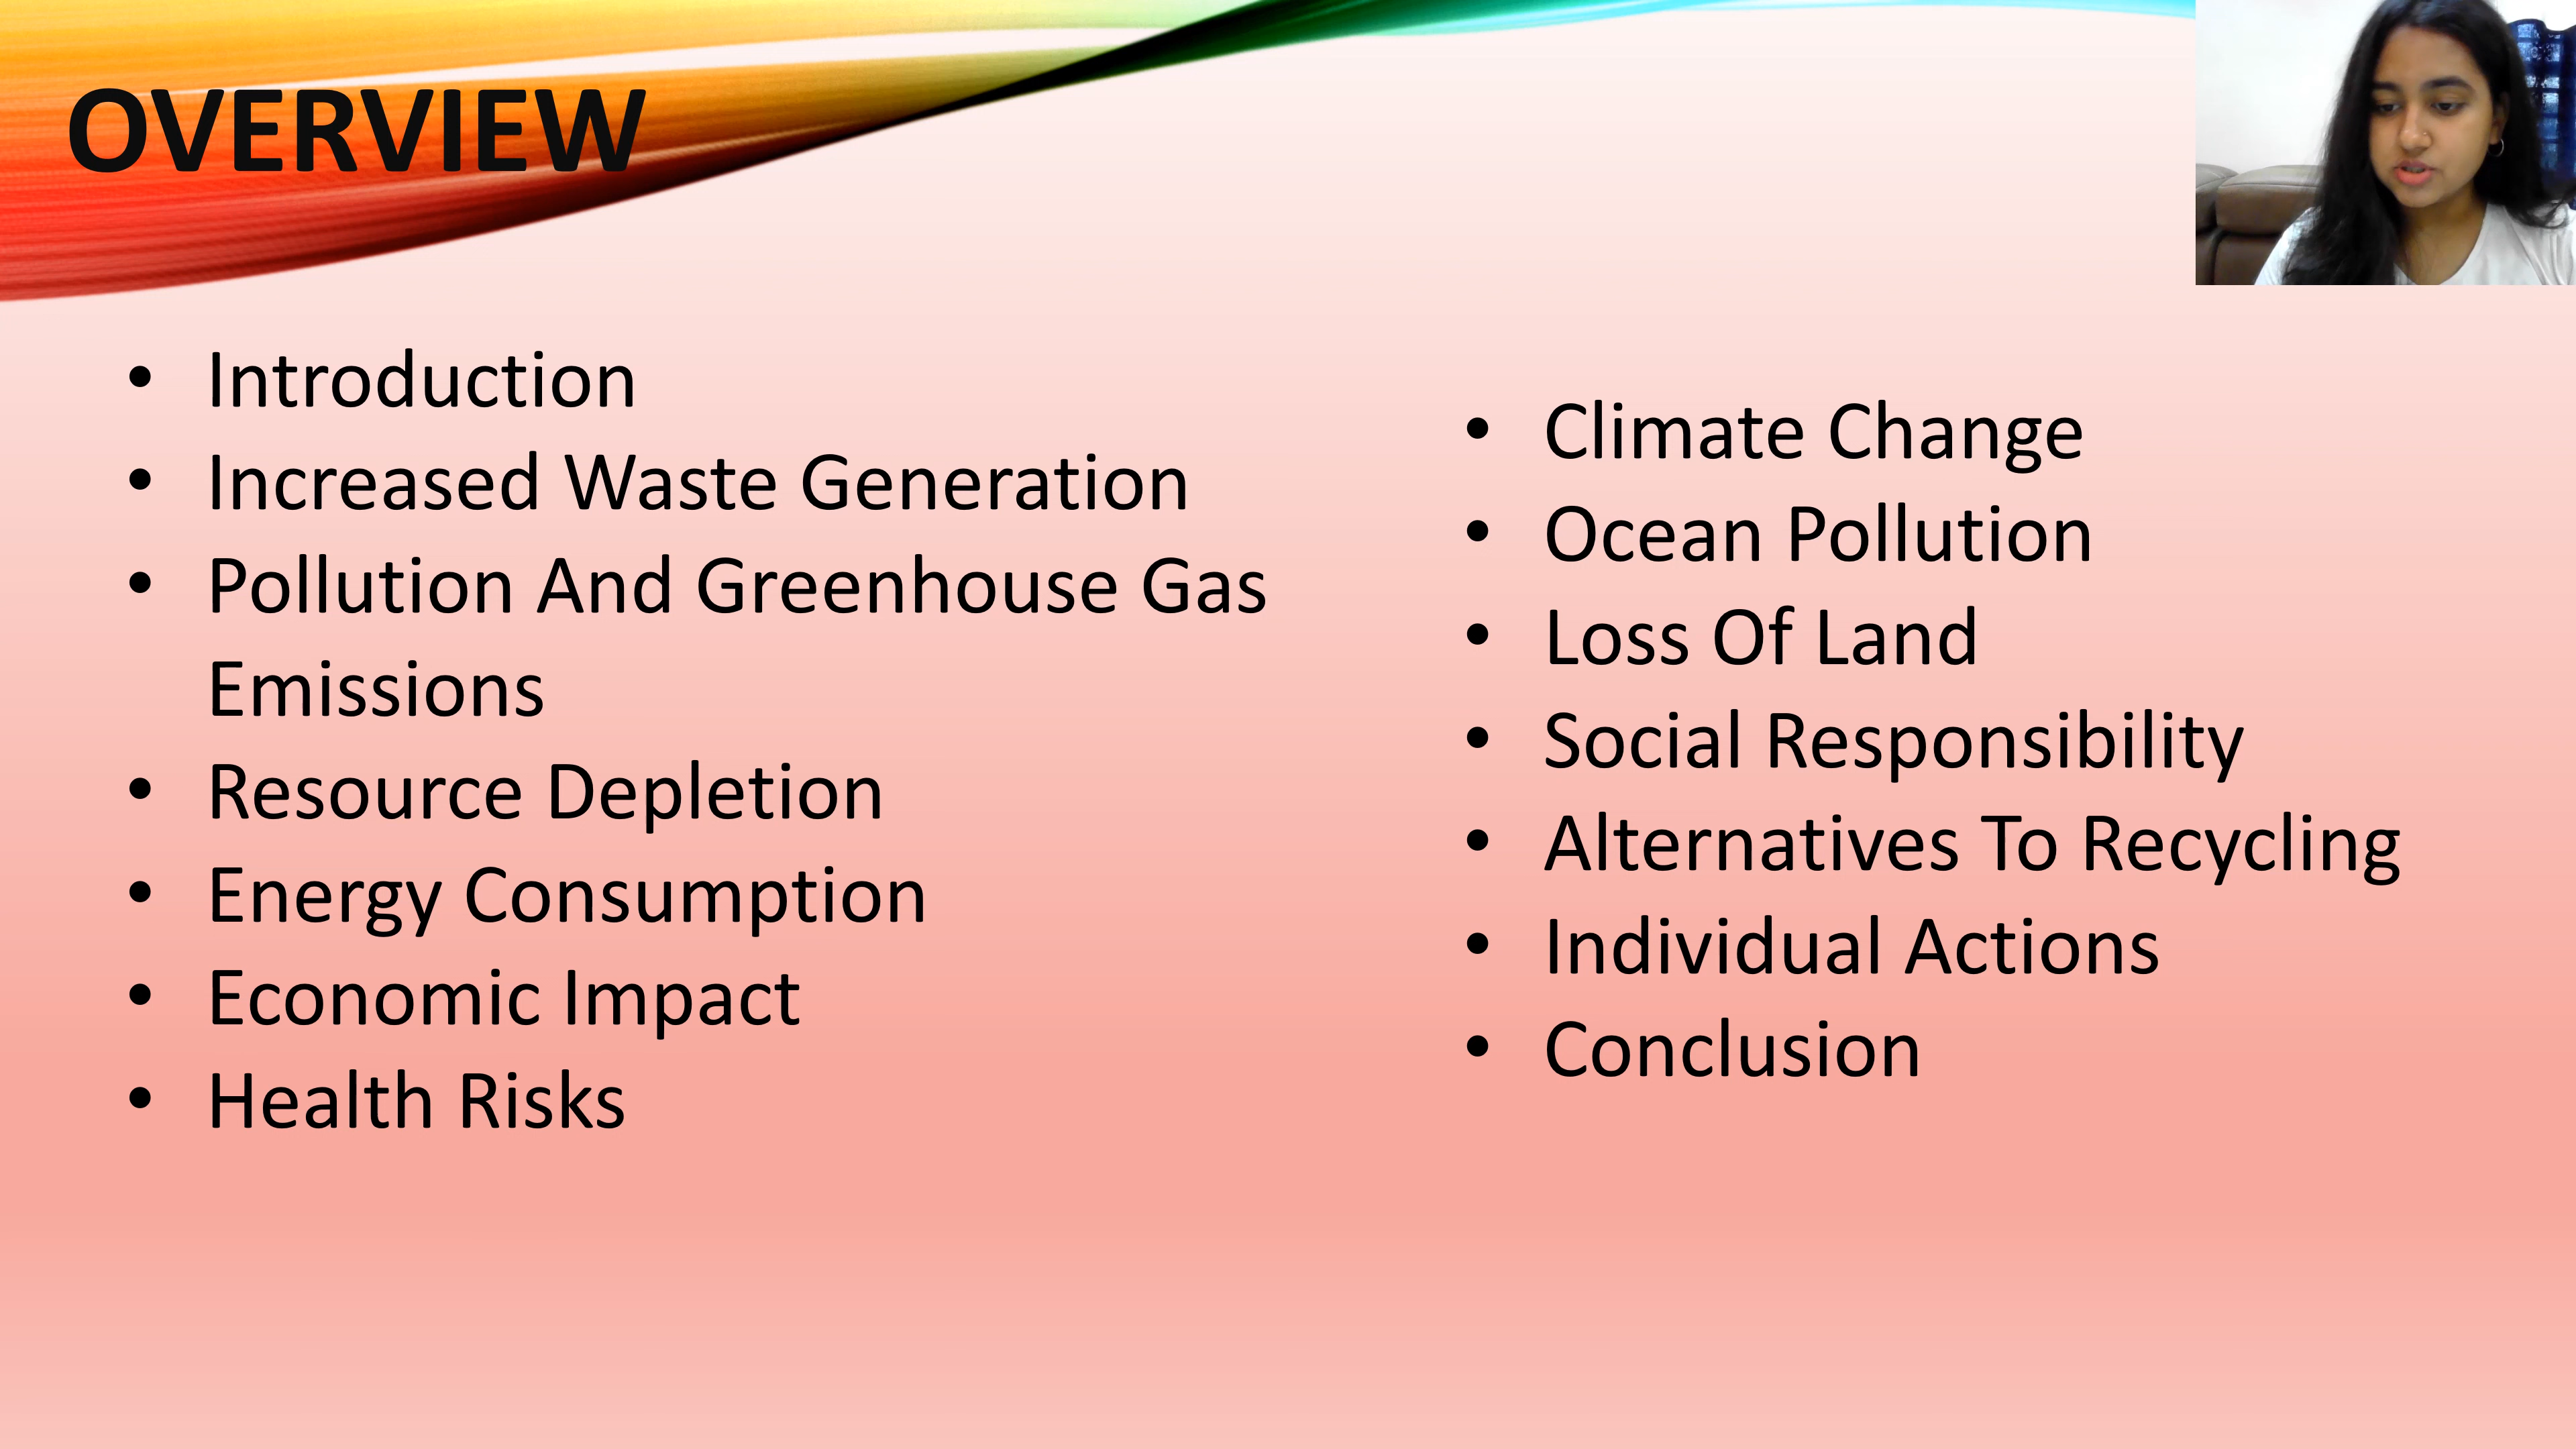 OVERVIEW
• Introduction
• Increased Waste Generation
• Pollution And Greenhouse Gas
Emissions
• Resource Depletion
• Energy Consumption
• Economic Impact
• Health Risks
• Climate Change
• Ocean Pollution
• Loss Of Land
• Social Responsibility
• Alternatives To Recycling
• Individual Actions
• Conclusion